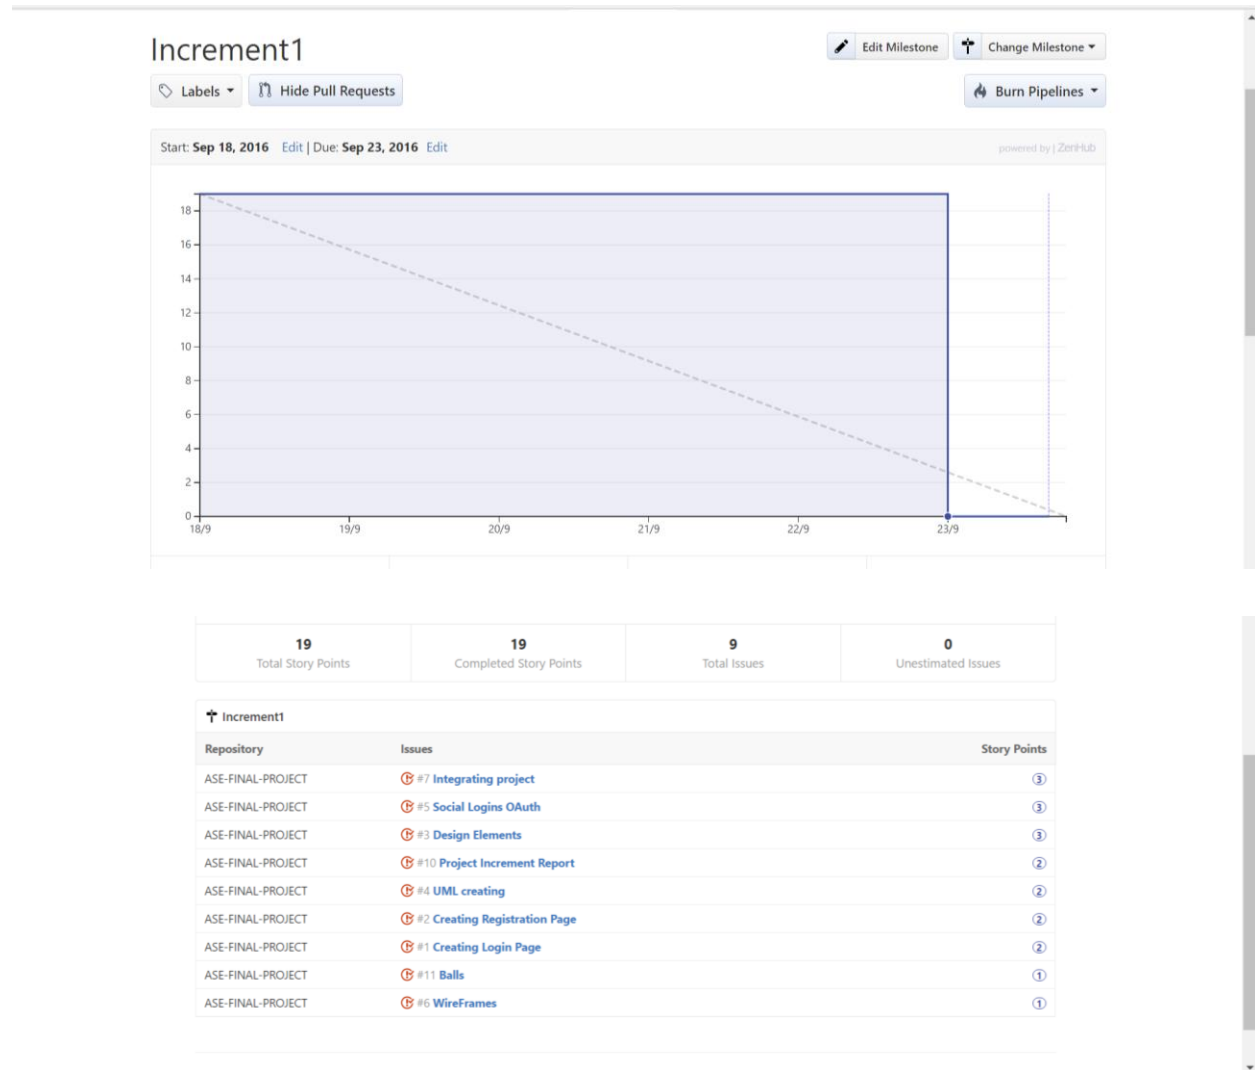 Increment1
Edit Milestone Change Milestone
Labels Hide Pull Requests
Burn Pipelines
Start: Sep 18, 2016 Edit | Due: Sep 23, 2016 Edit
powered by | ZenHub
18
16
14
12
10
8
6
4
2
0
18/9 19/9 20/9 21/9 22/9 23/9
19 19 9 0
Total Story Points Completed Story Points Total Issues Unestimated Issues
Increment1
Repository Issues Story Points
ASE-FINAL-PROJECT #7 Integrating project 3
ASE-FINAL-PROJECT #5 Social Logins OAuth 3
ASE-FINAL-PROJECT #3 Design Elements 3
ASE-FINAL-PROJECT #10 Project Increment Report 2
ASE-FINAL-PROJECT #4 UML creating 2
ASE-FINAL-PROJECT #2 Creating Registration Page 2
ASE-FINAL-PROJECT #1 Creating Login Page 2
ASE-FINAL-PROJECT #11 Balls 1
ASE-FINAL-PROJECT #6 WireFrames 1